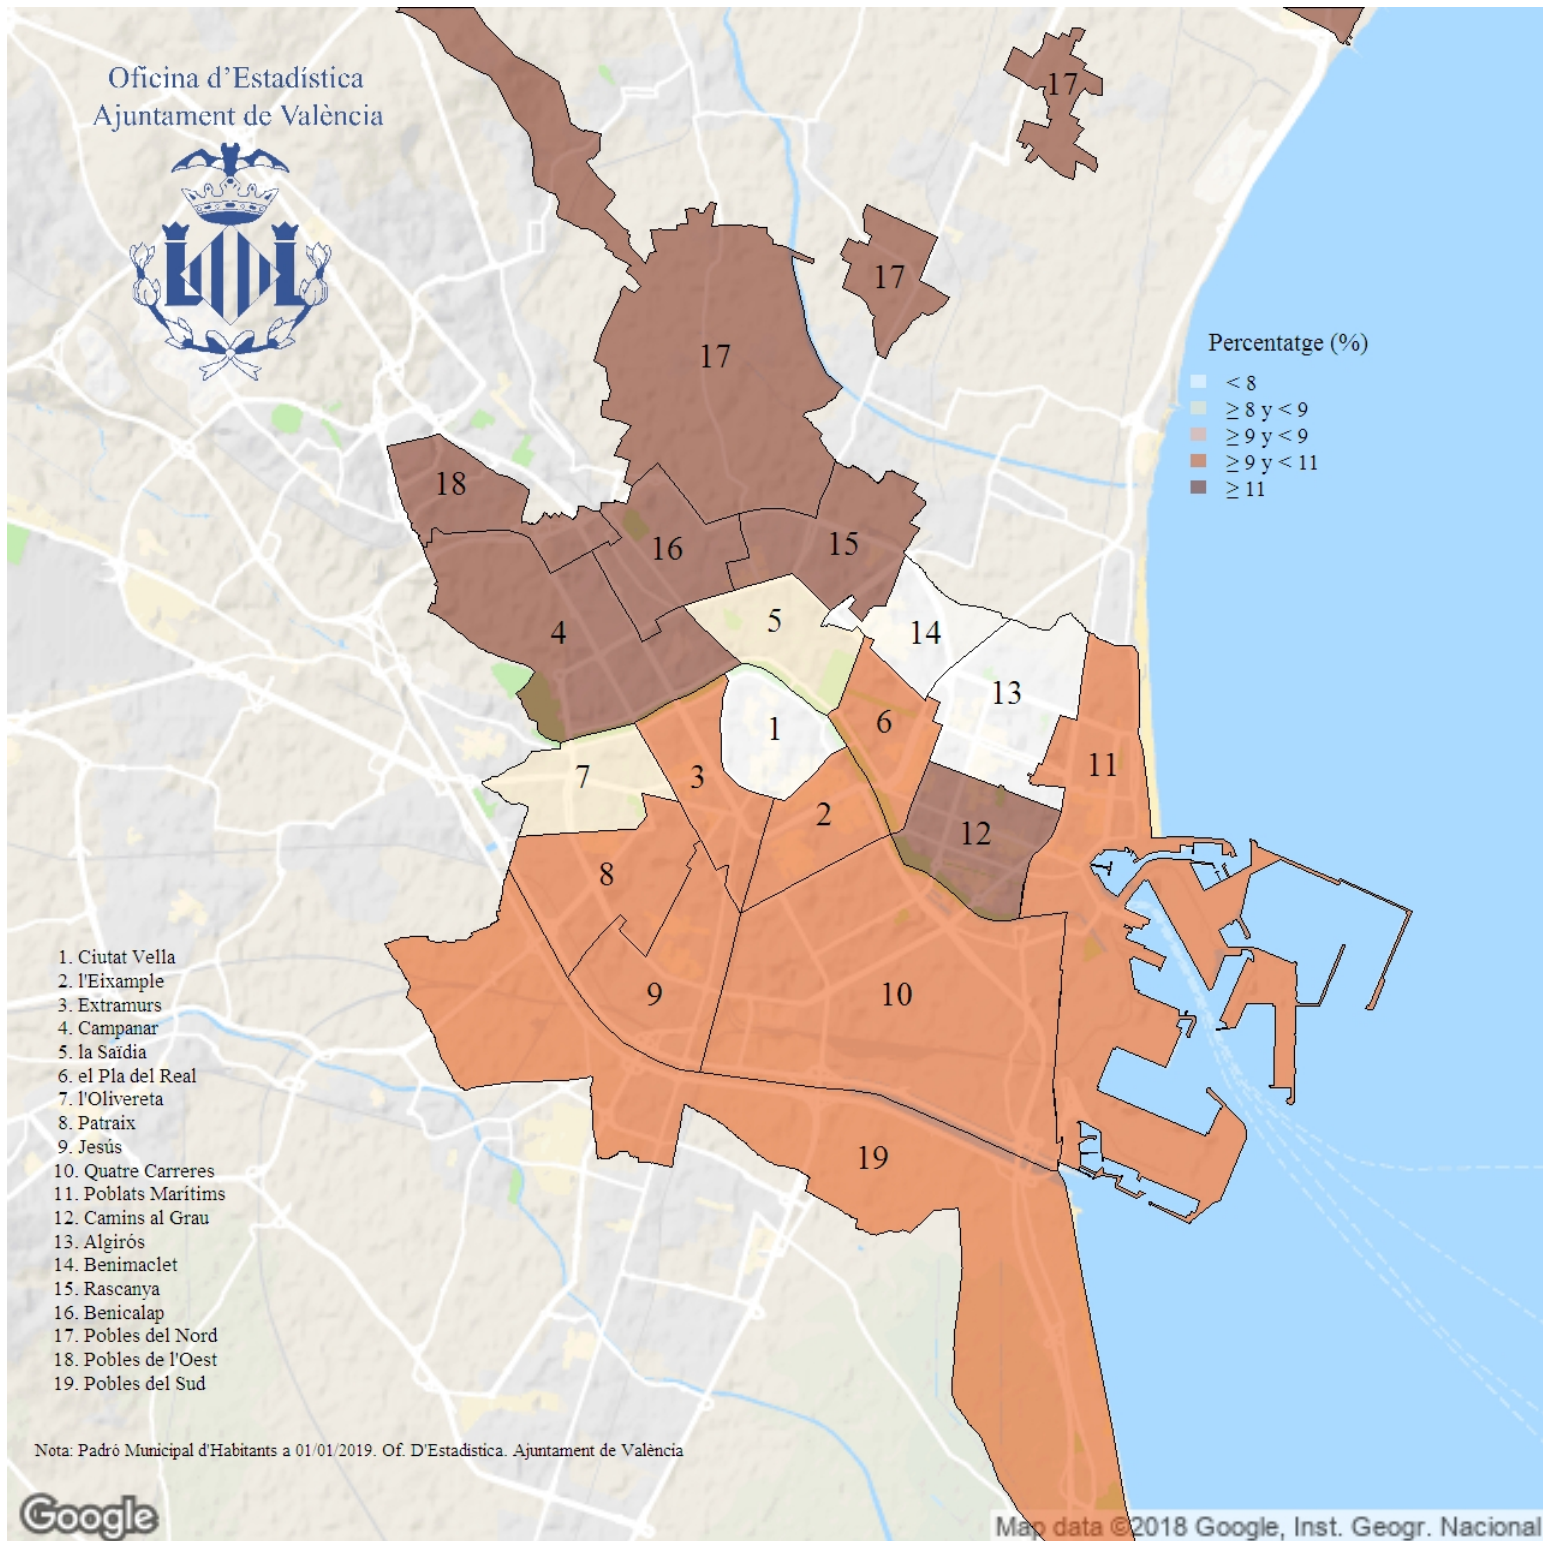 Oficina d'Estadística
Ajuntament de València
17
17
17
Percentatge (%)
< 8
≥ 8 y < 9
≥ 9 y < 9
≥ 9 y < 11
≥ 11
18
16
15
4
5
14
13
1
6
7
3
2
11
12
8
9
10
19
1. Ciutat Vella
2. l'Eixample
3. Extramurs
4. Campanar
5. la Saïdia
6. el Pla del Real
7. l'Olivereta
8. Patraix
9. Jesús
10. Quatre Carreres
11. Poblats Marítims
12. Camins al Grau
13. Algirós
14. Benimaclet
15. Rascanya
16. Benicalap
17. Pobles del Nord
18. Pobles de l'Oest
19. Pobles del Sud
Nota: Padró Municipal d'Habitants a 01/01/2019. Of. D'Estadística. Ajuntament de València
Google
Map data ©2018 Google, Inst. Geogr. Nacional